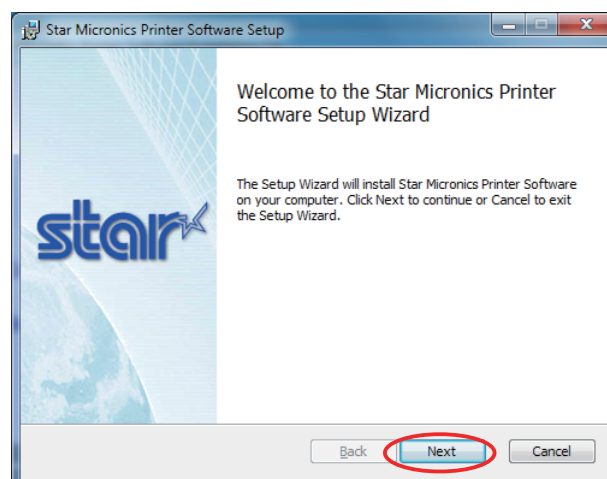 Star Micronics Printer Software Setup
Welcome to the Star Micronics Printer
Software Setup Wizard
The Setup Wizard will install Star Micronics Printer Software
on your computer. Click Next to continue or Cancel to exit
the Setup Wizard.
star
Back Next Cancel